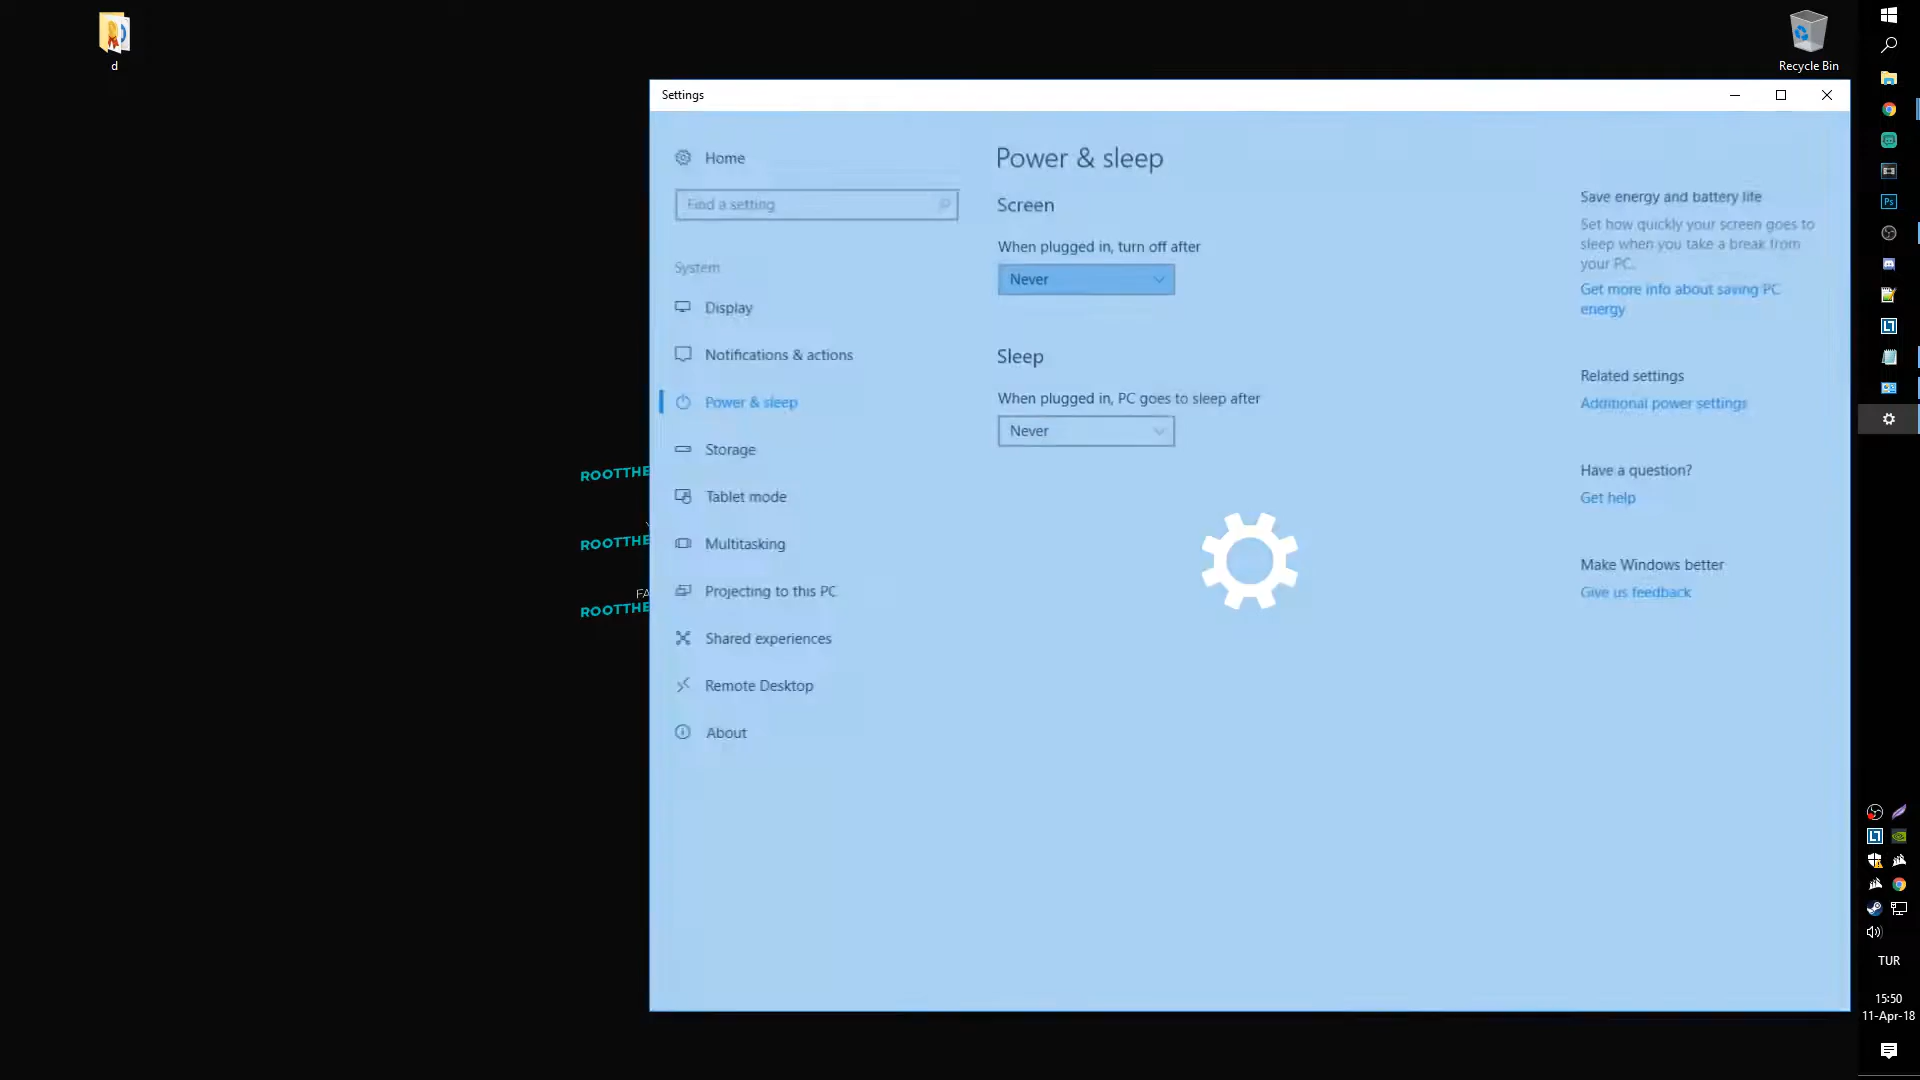 d
Recycle Bin
Settings
Home
Find a setting
System
Display
Notifications & actions
Power & sleep
Storage
Tablet mode
Multitasking
Projecting to this PC
Shared experiences
Remote Desktop
About
Power & sleep
Screen
When plugged in, turn off after
Never
Sleep
When plugged in, PC goes to sleep after
Never
Save energy and battery life
Set how quickly your screen goes to
sleep when you take a break from
your PC.
Get more info about saving PC
energy
Related settings
Additional power settings
Have a question?
Get help
Make Windows better
Give us feedback
ROOTTHE
ROOTTHE
FA
ROOTTHE
Ps
TUR
15:50
11-Apr-18